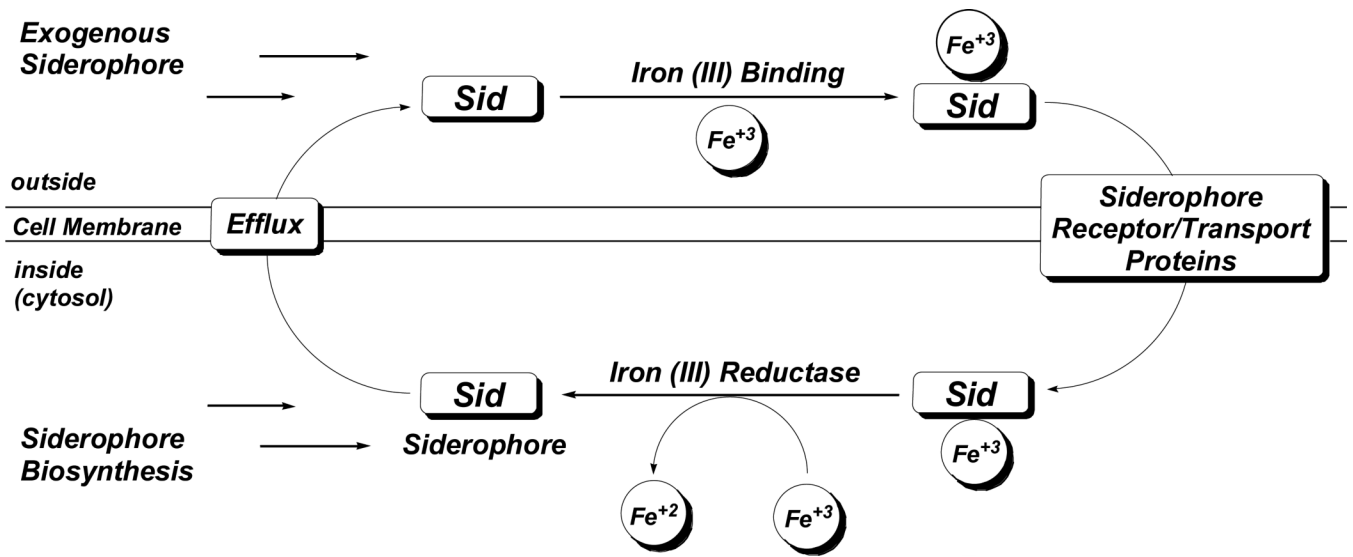 Exogenous
Siderophore
Sid
Iron (III) Binding
Fe+3
Fe+3
Sid
outside
Cell Membrane
inside
(cytosol)
Efflux
Siderophore
Receptor/Transport
Proteins
Siderophore
Biosynthesis
Sid
Siderophore
Iron (III) Reductase
Fe+2
Fe+3
Sid
Fe+3